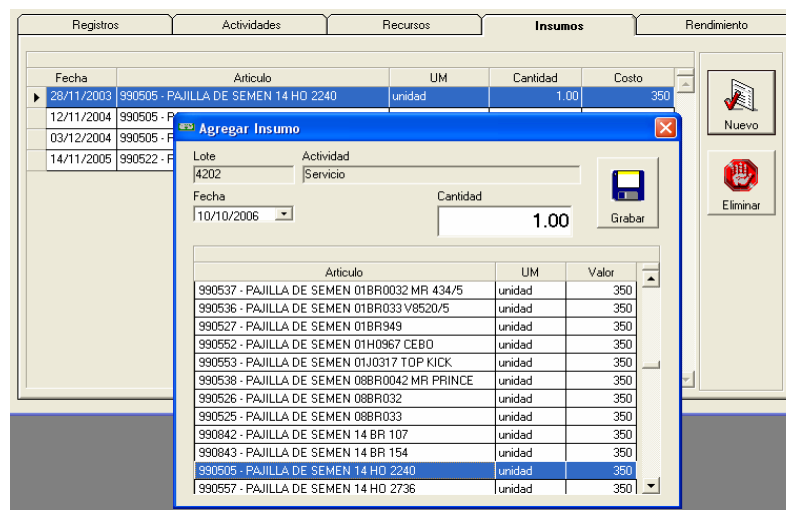 Registros Actividades Recursos Insumos Rendimiento
Fecha Articulo UM Cantidad Costo
28/11/2003 990505 - PAJILLA DE SEMEN 14 HO 2240 unidad 1.00 350
12/11/2004 990505 - P
03/12/2004 990505 - P
14/11/2005 990522 - P
Nuevo
Eliminar
Agregar Insumo
Lote Actividad
4202 Servicio
Fecha Cantidad
10/10/2006 1.00 Grabar
Articulo UM Valor
990537 - PAJILLA DE SEMEN 01BR0032 MR 434/5 unidad 350
990536 - PAJILLA DE SEMEN 01BR033 V8520/5 unidad 350
990527 - PAJILLA DE SEMEN 01BR949 unidad 350
990552 - PAJILLA DE SEMEN 01H0967 CEBO unidad 350
990553 - PAJILLA DE SEMEN 01J0317 TOP KICK unidad 350
990538 - PAJILLA DE SEMEN 08BR0042 MR PRINCE unidad 350
990526 - PAJILLA DE SEMEN 08BR032 unidad 350
990525 - PAJILLA DE SEMEN 08BR033 unidad 350
990842 - PAJILLA DE SEMEN 14 BR 107 unidad 350
990843 - PAJILLA DE SEMEN 14 BR 154 unidad 350
990505 - PAJILLA DE SEMEN 14 HO 2240 unidad 350
990557 - PAJILLA DE SEMEN 14 HO 2736 unidad 350